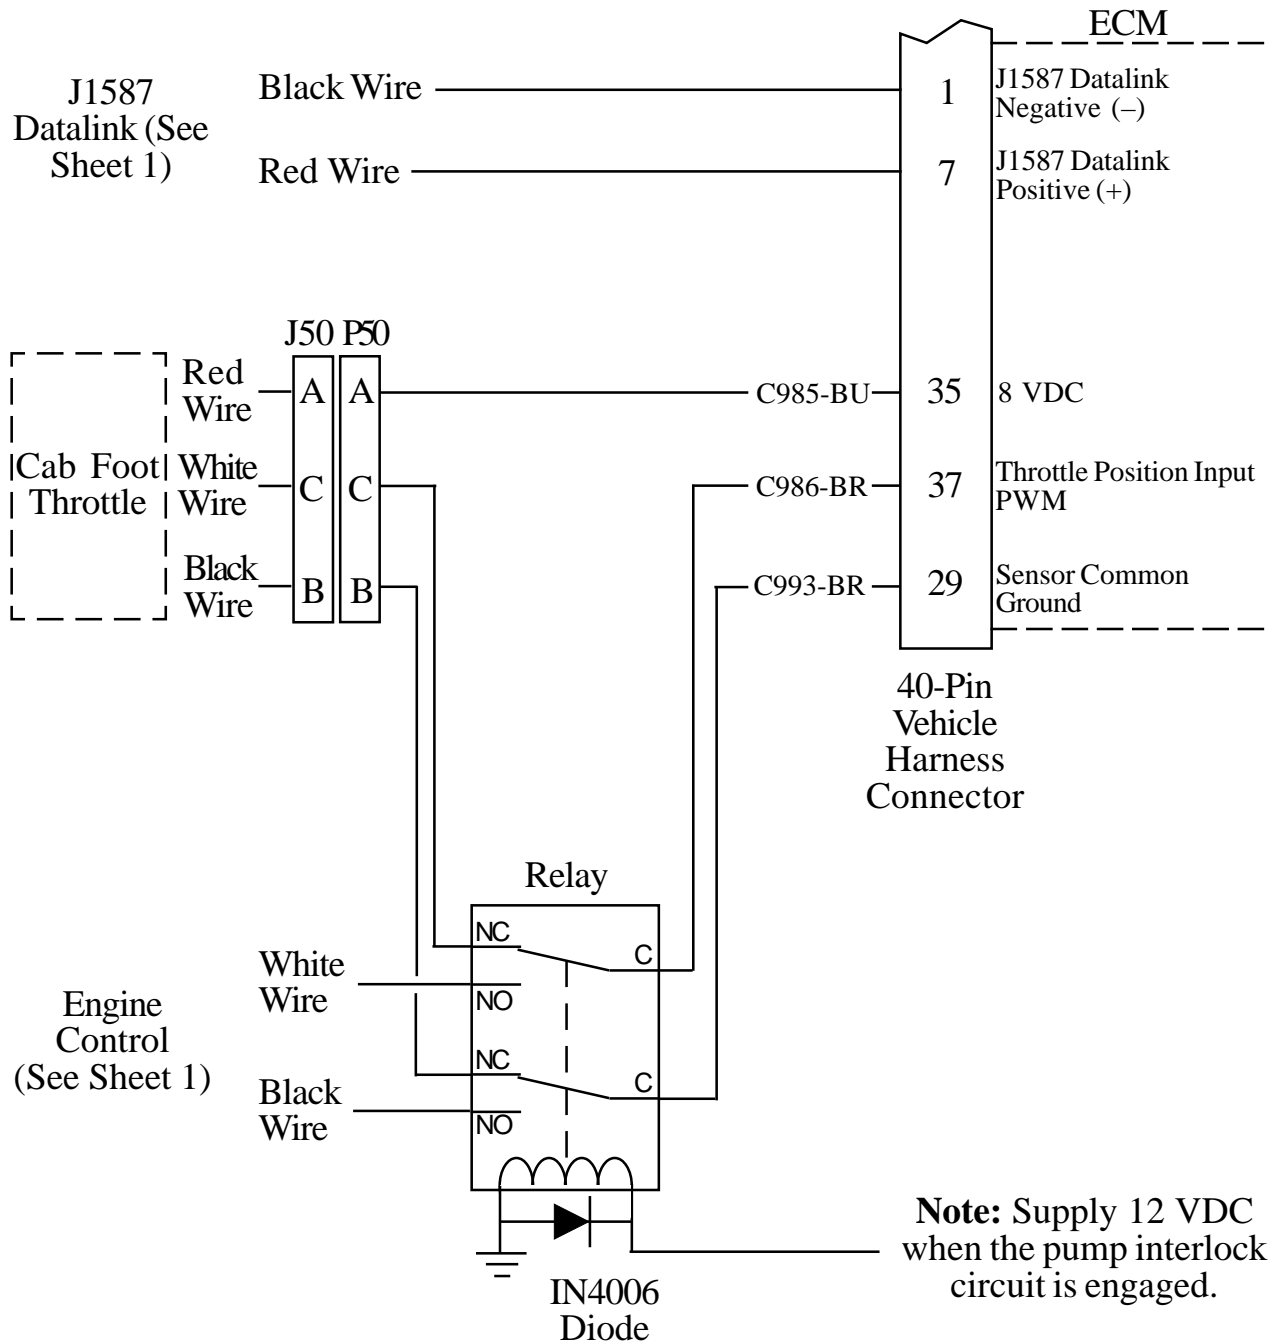 ECM
J1587
Datalink (See
Sheet 1)
Black Wire
1
J1587 Datalink
Negative (–)
Red Wire
7
J1587 Datalink
Positive (+)
J50 P50
Cab Foot
Throttle
Red
Wire
A A
C985-BU
35
8 VDC
White
Wire
C C
C986-BR
37
Throttle Position Input
PWM
Black
Wire
B B
C993-BR
29
Sensor Common
Ground
40-Pin
Vehicle
Harness
Connector
Relay
Engine
Control
(See Sheet 1)
White
Wire
NC
C
NO
Black
Wire
NC
C
NO
IN4006
Diode
Note: Supply 12 VDC
when the pump interlock
circuit is engaged.